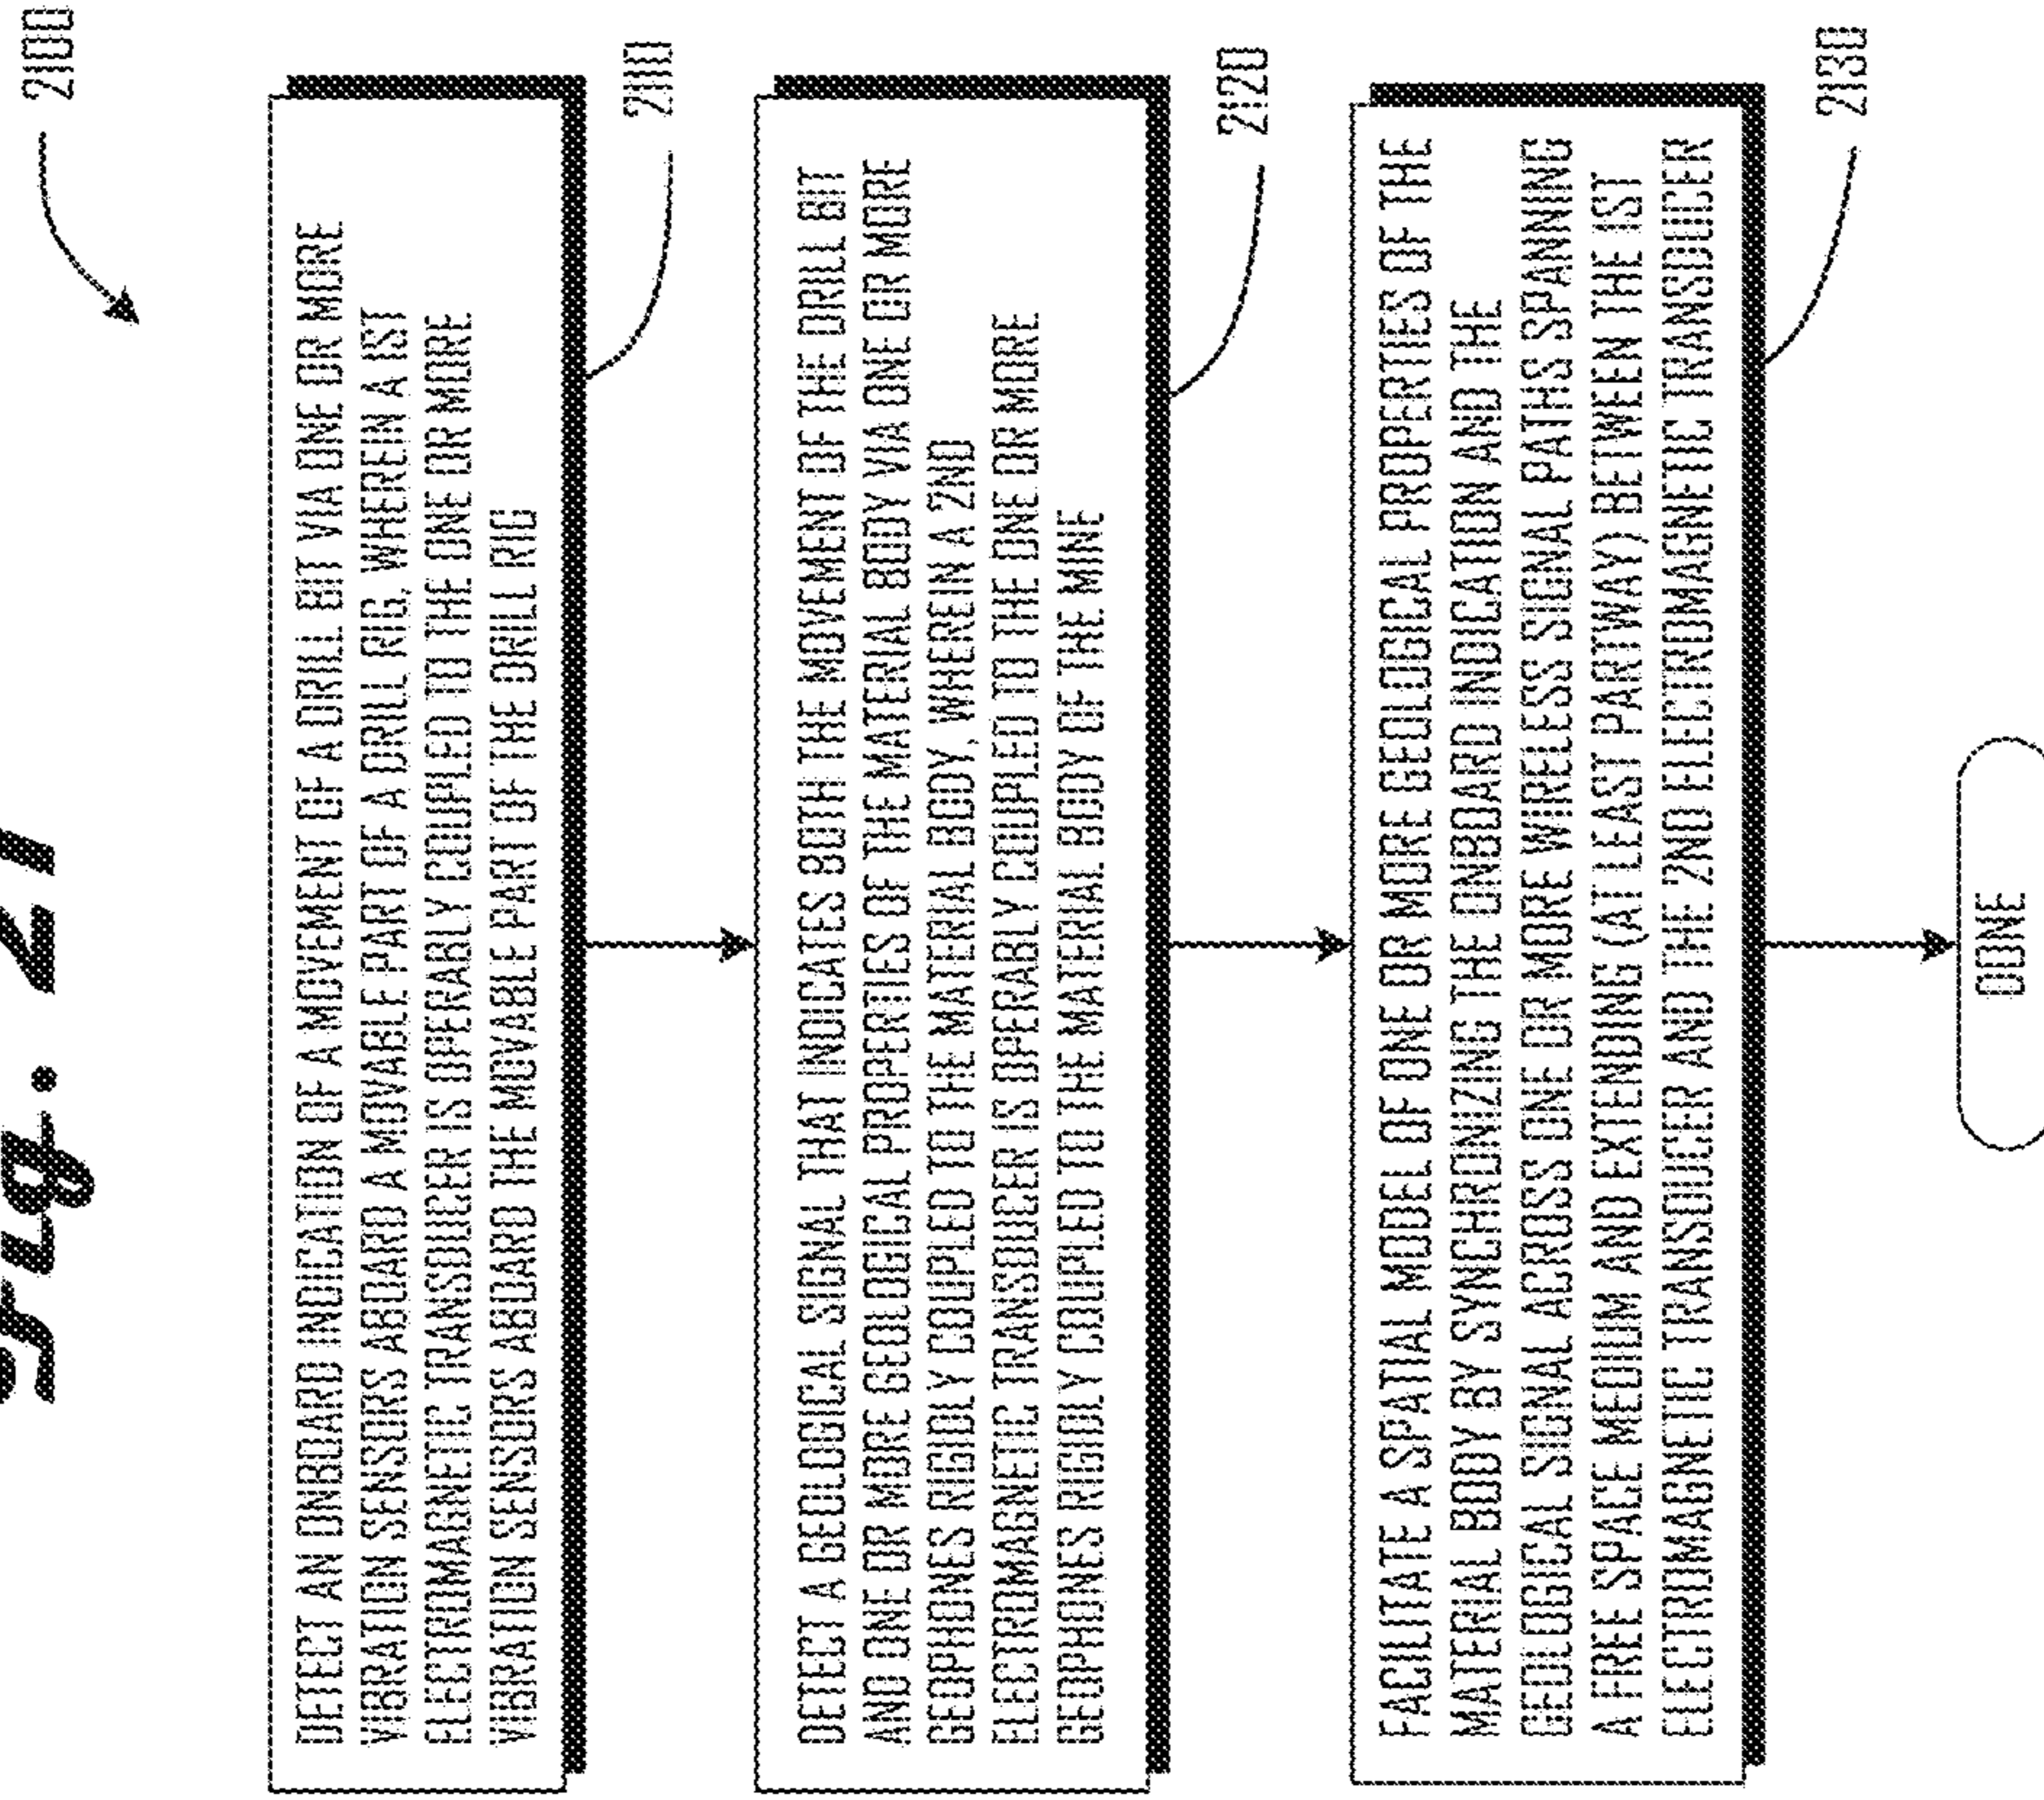 Fig. 21
2100
DETECT AN ONBOARD INDICATION OF A MOVEMENT OF A DRILL BIT VIA ONE OR MORE
VIBRATION SENSORS ABOARD A MOVABLE PART OF A DRILL RIG, WHEREIN A 1ST
ELECTROMAGNETIC TRANSDUCER IS OPERABLY COUPLED TO THE ONE OR MORE
VIBRATION SENSORS ABOARD THE MOVABLE PART OF THE DRILL RIG
2110
DETECT A GEOLOGICAL SIGNAL THAT INDICATES BOTH THE MOVEMENT OF THE DRILL BIT
AND ONE OR MORE GEOLOGICAL PROPERTIES OF THE MATERIAL BODY VIA ONE OR MORE
GEOPHONES RIGIDLY COUPLED TO THE MATERIAL BODY, WHEREIN A 2ND
ELECTROMAGNETIC TRANSDUCER IS OPERABLY COUPLED TO THE ONE OR MORE
GEOPHONES RIGIDLY COUPLED TO THE MATERIAL BODY OF THE MINE
2120
FACILITATE A SPATIAL MODEL OF ONE OR MORE GEOLOGICAL PROPERTIES OF THE
MATERIAL BODY BY SYNCHRONIZING THE ONBOARD INDICATION AND THE
GEOLOGICAL SIGNAL ACROSS ONE OR MORE WIRELESS SIGNAL PATHS SPANNING
A FREE SPACE MEDIUM AND EXTENDING (AT LEAST PARTWAY) BETWEEN THE 1ST
ELECTROMAGNETIC TRANSDUCER AND THE 2ND ELECTROMAGNETIC TRANSDUCER
2130
DONE